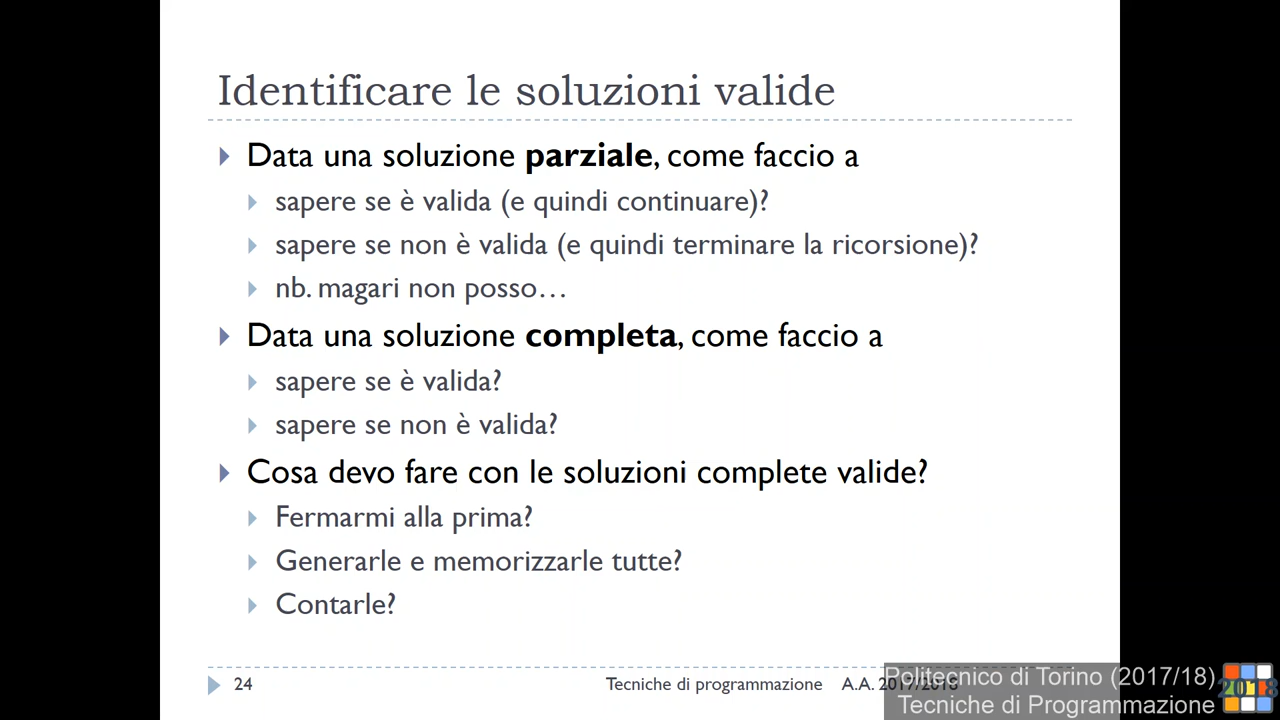 Identificare le soluzioni valide
Data una soluzione parziale, come faccio a
sapere se è valida (e quindi continuare)?
sapere se non è valida (e quindi terminare la ricorsione)?
nb. magari non posso…
Data una soluzione completa, come faccio a
sapere se è valida?
sapere se non è valida?
Cosa devo fare con le soluzioni complete valide?
Fermarmi alla prima?
Generarle e memorizzarle tutte?
Contarle?
24
Tecniche di programmazione A.A. 2017/2018
Politecnico di Torino (2017/18)
Tecniche di Programmazione
2018